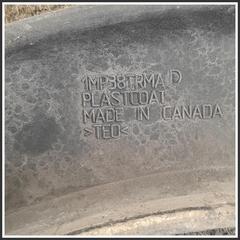 1MP38TRMA D
PLASTCOAT
MADE IN CANADA
>TEO<